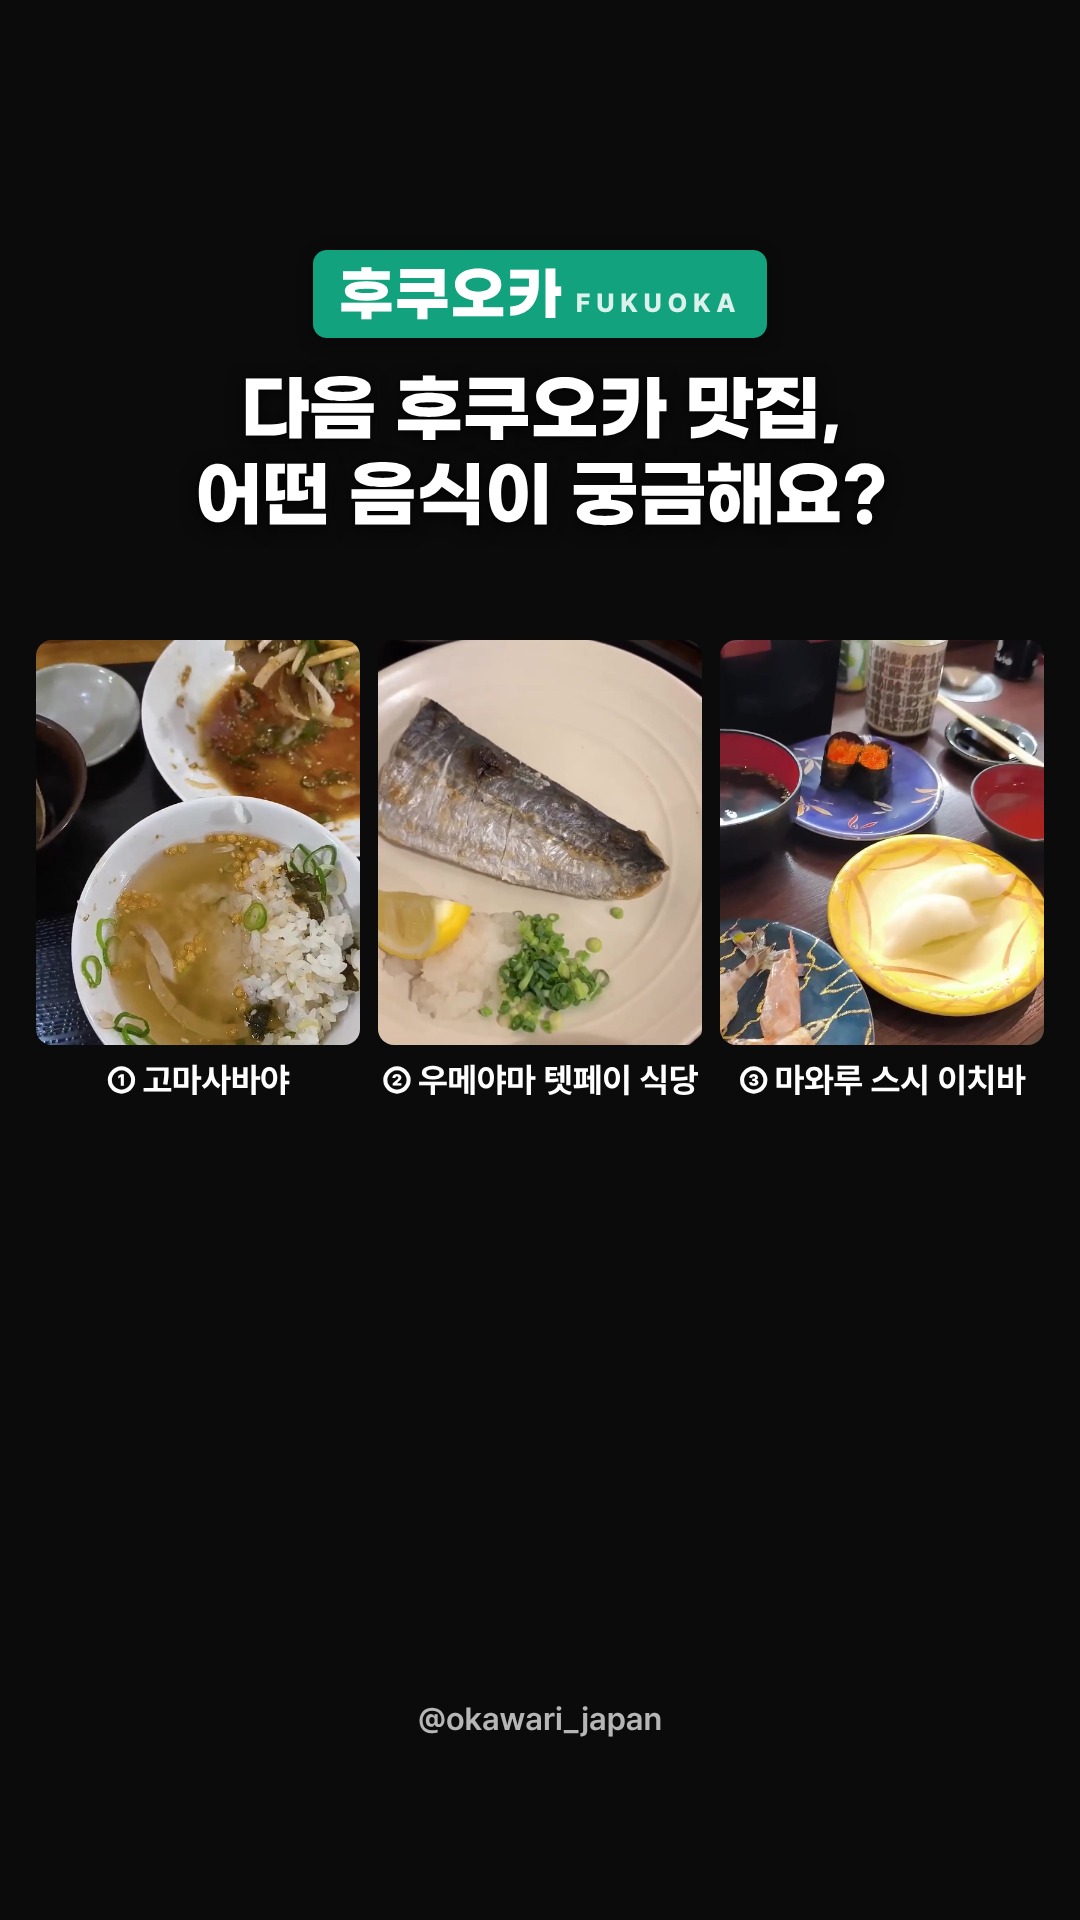 후쿠오카 FUKUOKA
다음 후쿠오카 맛집,
어떤 음식이 궁금해요?
① 고마사바야
② 우메야마 텟페이 식당
③ 마와루 스시 이치바
@okawari_japan